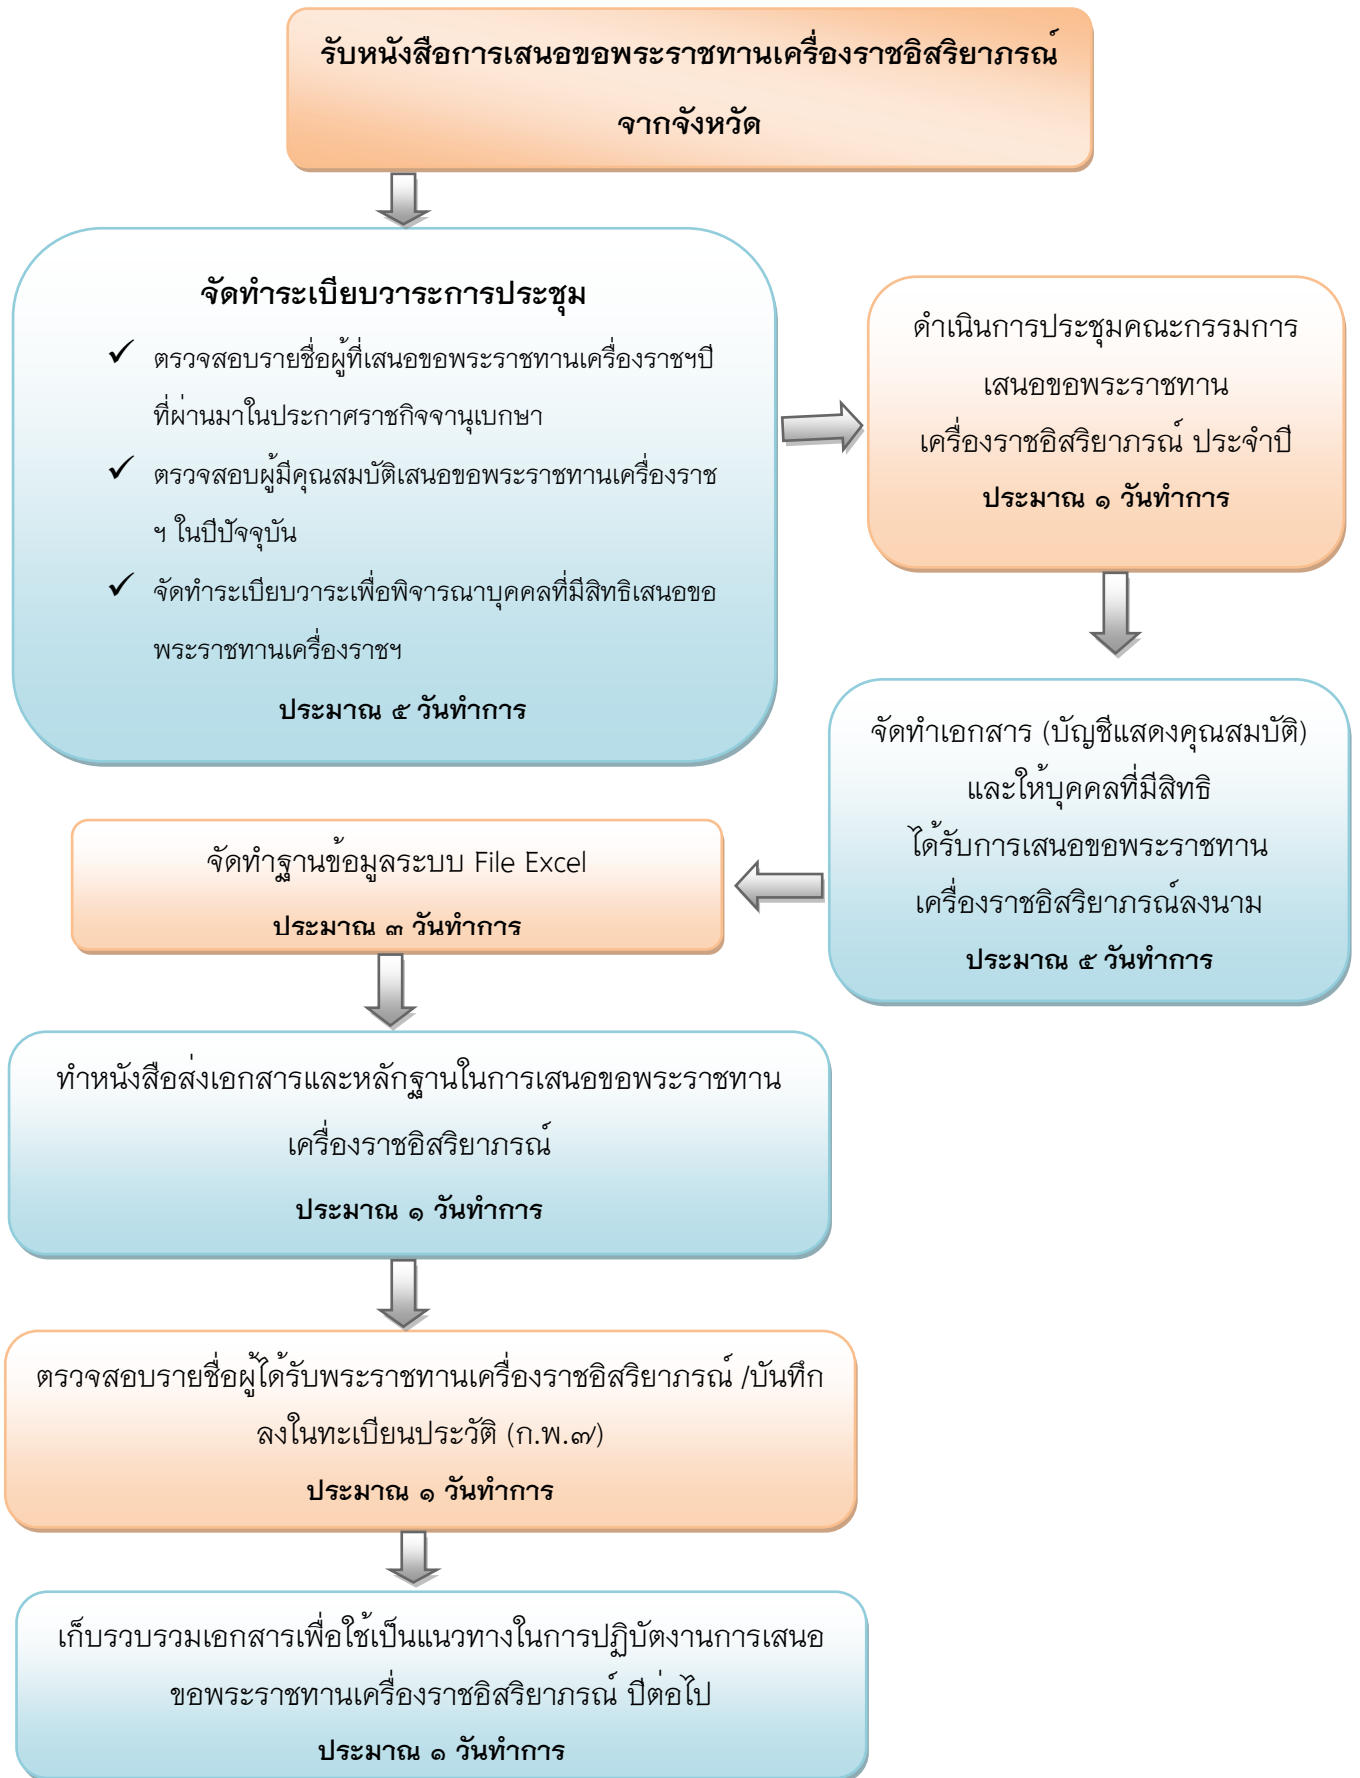 รับหนังสือการเสนอขอพระราชทานเครื่องราชอิสริยาภรณ์
จากจังหวัด
จัดทำระเบียบวาระการประชุม
✓ ตรวจสอบรายชื่อผู้ที่เสนอขอพระราชทานเครื่องราชฯปี
ที่ผ่านมาในประกาศราชกิจจานุเบกษา
✓ ตรวจสอบผู้มีคุณสมบัติเสนอขอพระราชทานเครื่องราช
ฯ ในปีปัจจุบัน
✓ จัดทำระเบียบวาระเพื่อพิจารณาบุคคลที่มีสิทธิเสนอขอ
พระราชทานเครื่องราชฯ
ประมาณ ๕ วันทำการ
ดำเนินการประชุมคณะกรรมการ
เสนอขอพระราชทาน
เครื่องราชอิสริยาภรณ์ ประจำปี
ประมาณ ๑ วันทำการ
จัดทำเอกสาร (บัญชีแสดงคุณสมบัติ)
และให้บุคคลที่มีสิทธิ
ได้รับการเสนอขอพระราชทาน
เครื่องราชอิสริยาภรณ์ลงนาม
ประมาณ ๕ วันทำการ
จัดทำฐานข้อมูลระบบ File Excel
ประมาณ ๓ วันทำการ
ทำหนังสือส่งเอกสารและหลักฐานในการเสนอขอพระราชทาน
เครื่องราชอิสริยาภรณ์
ประมาณ ๑ วันทำการ
ตรวจสอบรายชื่อผู้ได้รับพระราชทานเครื่องราชอิสริยาภรณ์ /บันทึก
ลงในทะเบียนประวัติ (ก.พ.๗)
ประมาณ ๑ วันทำการ
เก็บรวบรวมเอกสารเพื่อใช้เป็นแนวทางในการปฏิบัตงานการเสนอ
ขอพระราชทานเครื่องราชอิสริยาภรณ์ ปีต่อไป
ประมาณ ๑ วันทำการ